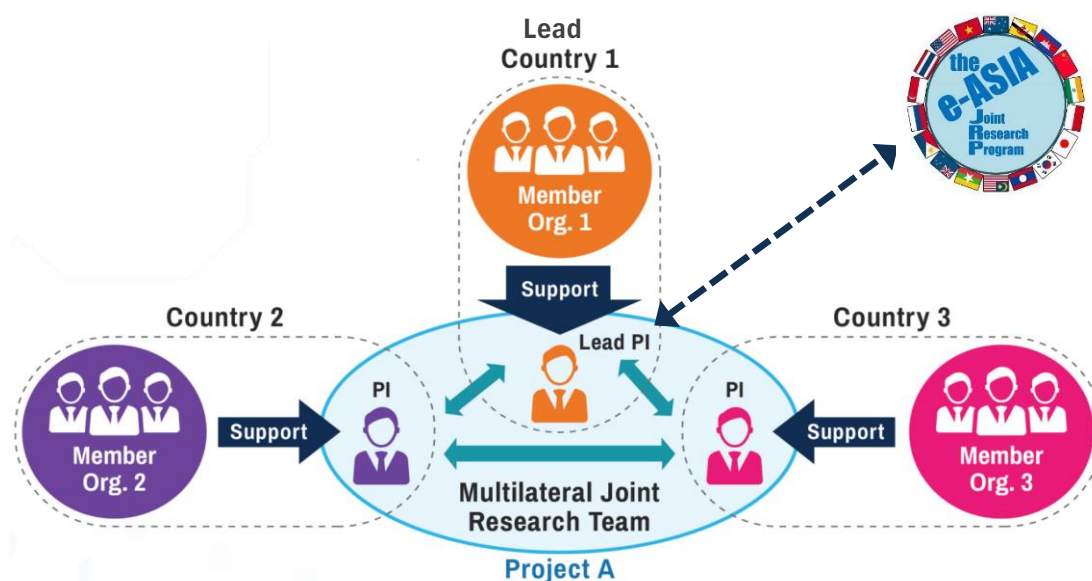 Lead
Country 1
Member
Org. 1
the
e-ASIA
Joint
Research
Program
Support
Country 2
Country 3
Lead PI
PI
PI
Member
Org. 2
Support
Support
Member
Org. 3
Multilateral Joint
Research Team
Project A